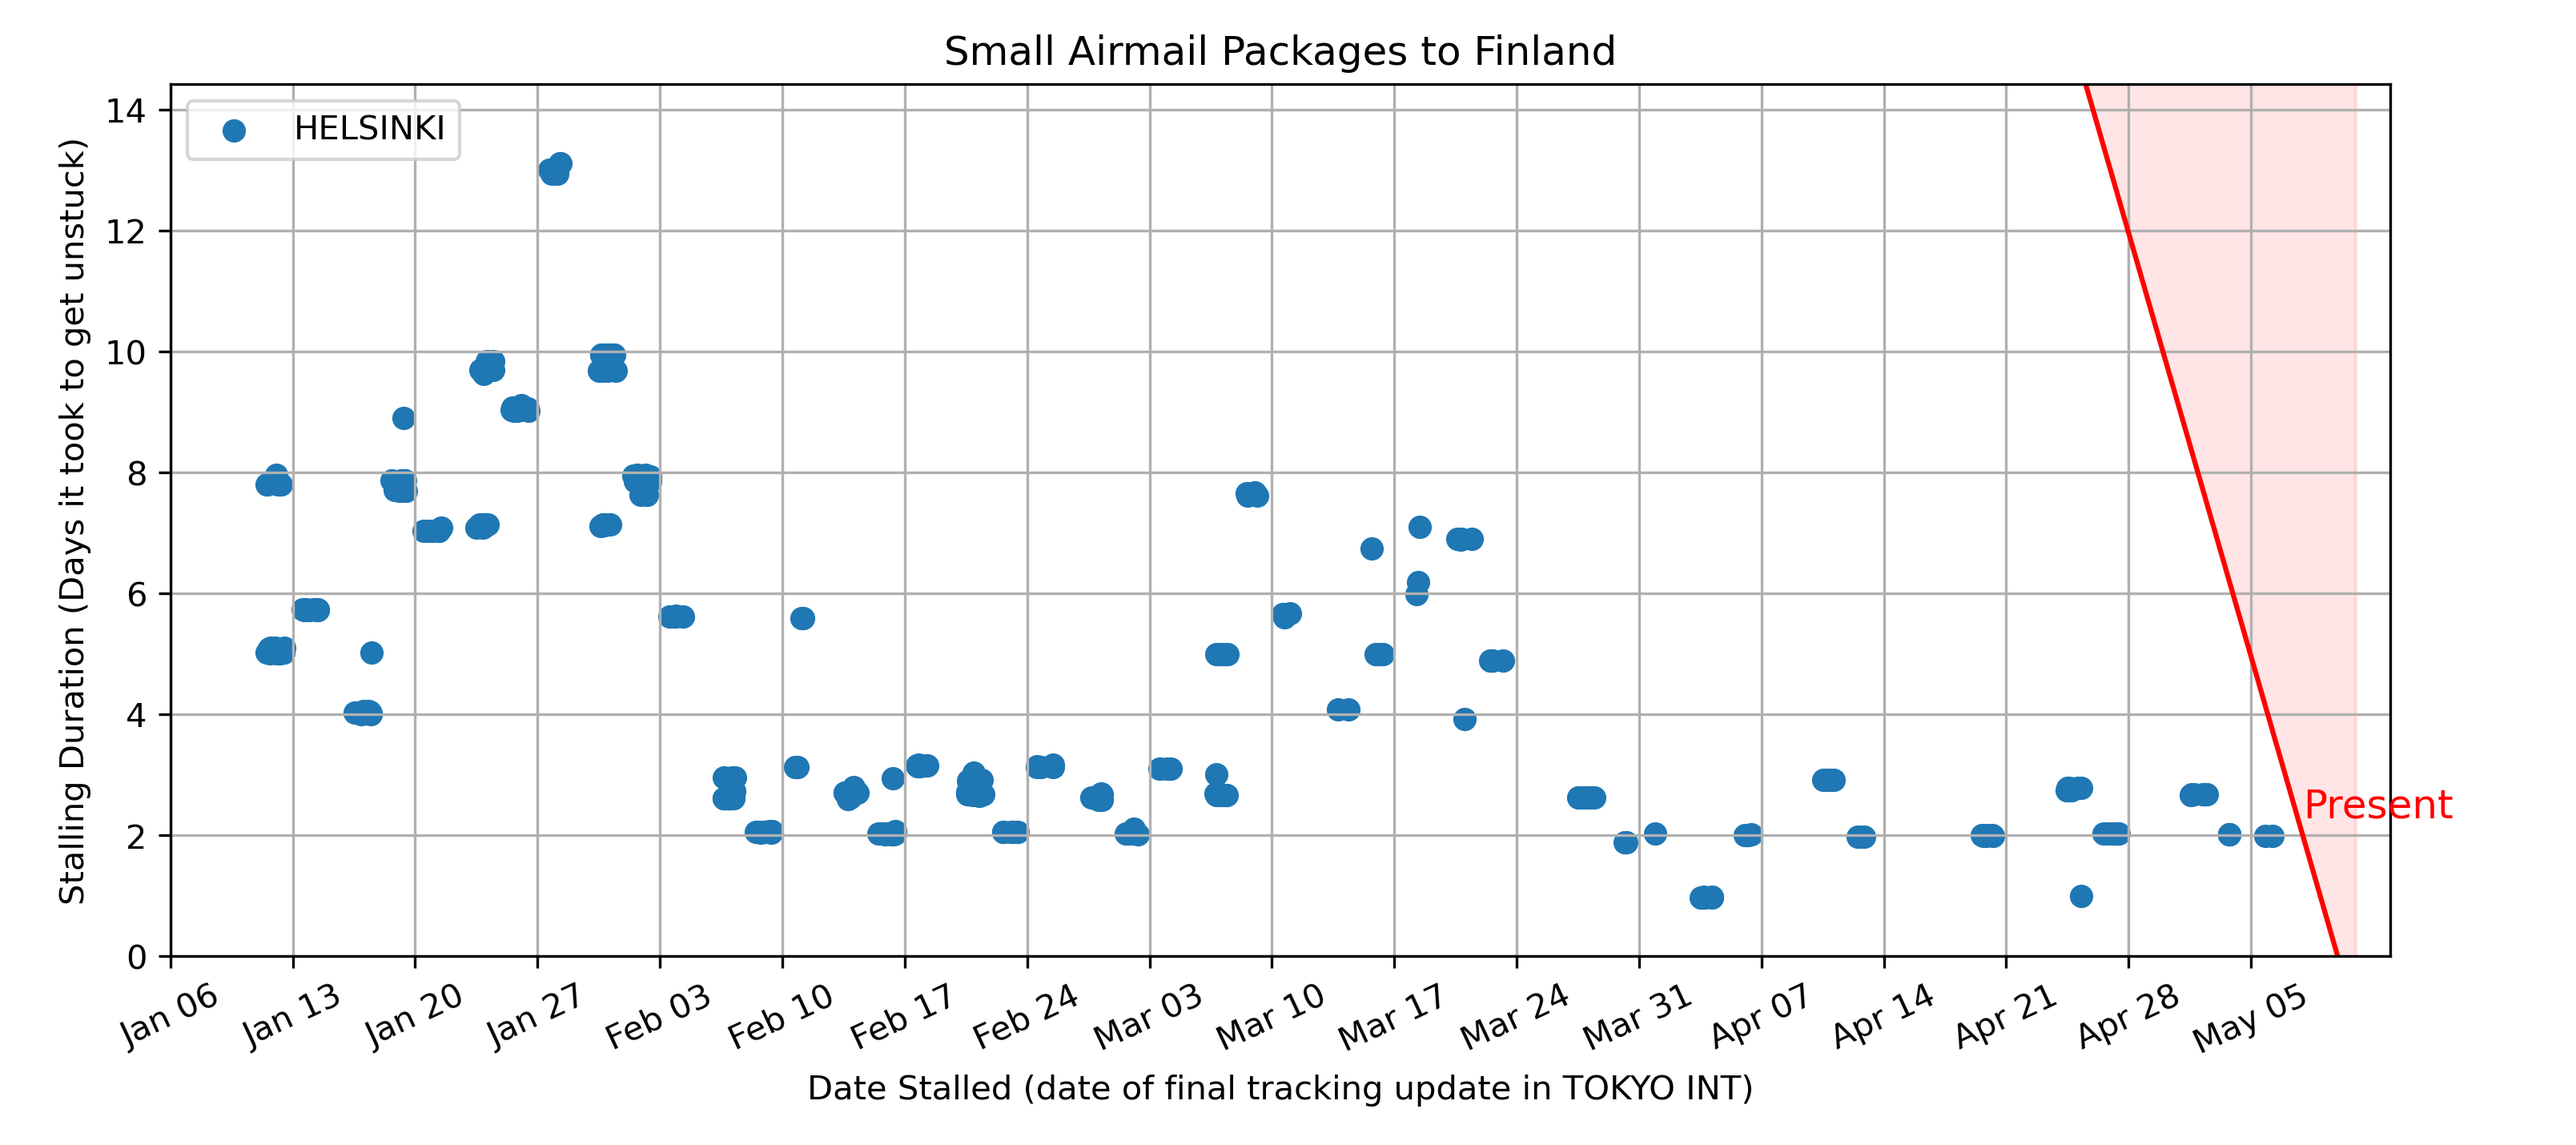 Small Airmail Packages to Finland
HELSINKI
Stalling Duration (Days it took to get unstuck)
14
12
10
8
6
4
2
0
Present
Jan 06
Jan 13
Jan 20
Jan 27
Feb 03
Feb 10
Feb 17
Feb 24
Mar 03
Mar 10
Mar 17
Mar 24
Mar 31
Apr 07
Apr 14
Apr 21
Apr 28
May 05
Date Stalled (date of final tracking update in TOKYO INT)